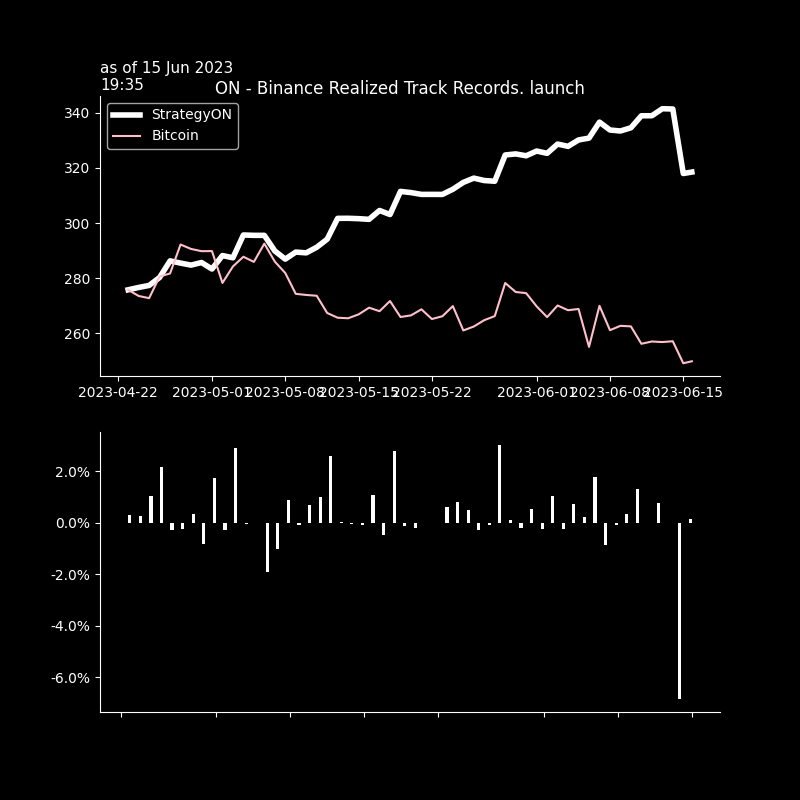 as of 15 Jun 2023
19:35
ON - Binance Realized Track Records. launch
StrategyON
Bitcoin
340
320
300
280
260
2023-04-22 2023-05-01 2023-05-08 2023-05-15 2023-05-22 2023-06-01 2023-06-08 2023-06-15
2.0%
0.0%
-2.0%
-4.0%
-6.0%